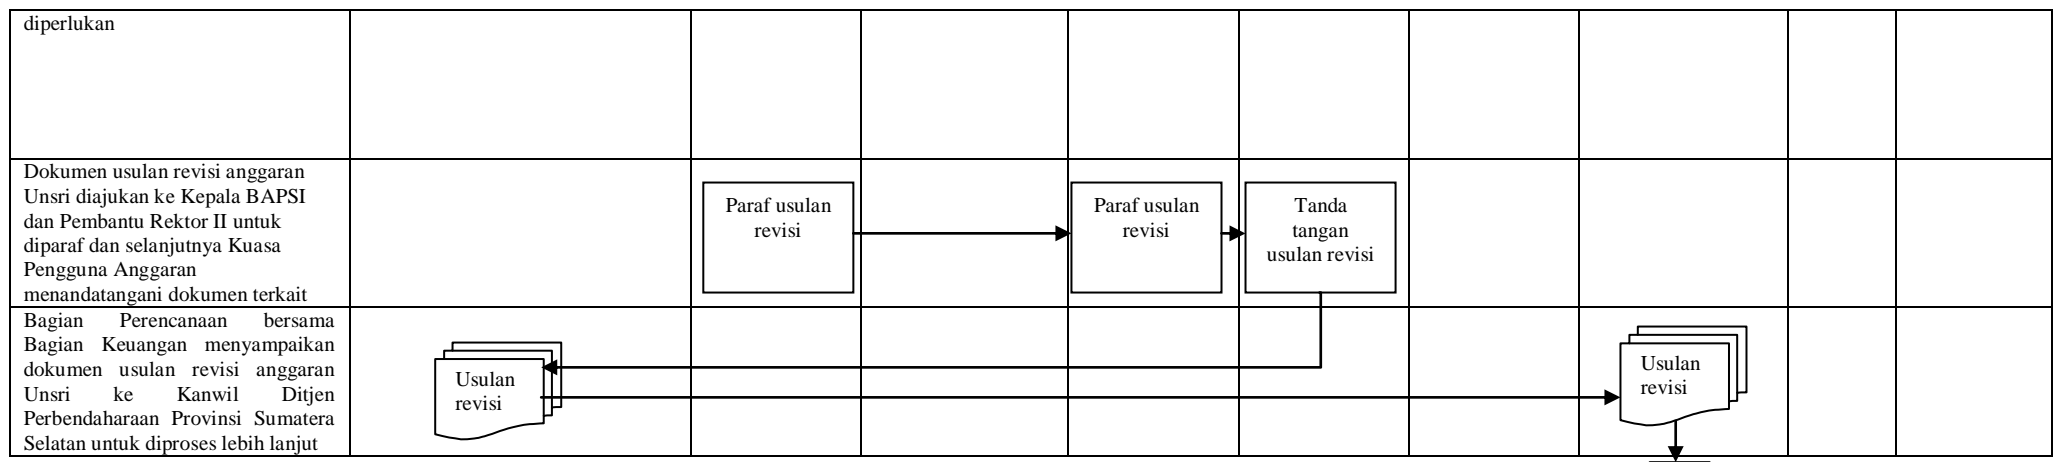 diperlukan
Dokumen usulan revisi anggaran
Unsri diajukan ke Kepala BAPSI
dan Pembantu Rektor II untuk
diparaf dan selanjutnya Kuasa
Pengguna Anggaran
menandatangani dokumen terkait
Paraf usulan
revisi
Paraf usulan
revisi
Tanda
tangan
usulan revisi
Bagian Perencanaan bersama
Bagian Keuangan menyampaikan
dokumen usulan revisi anggaran
Unsri ke Kanwil Ditjen
Perbendaharaan Provinsi Sumatera
Selatan untuk diproses lebih lanjut
Usulan
revisi
Usulan
revisi